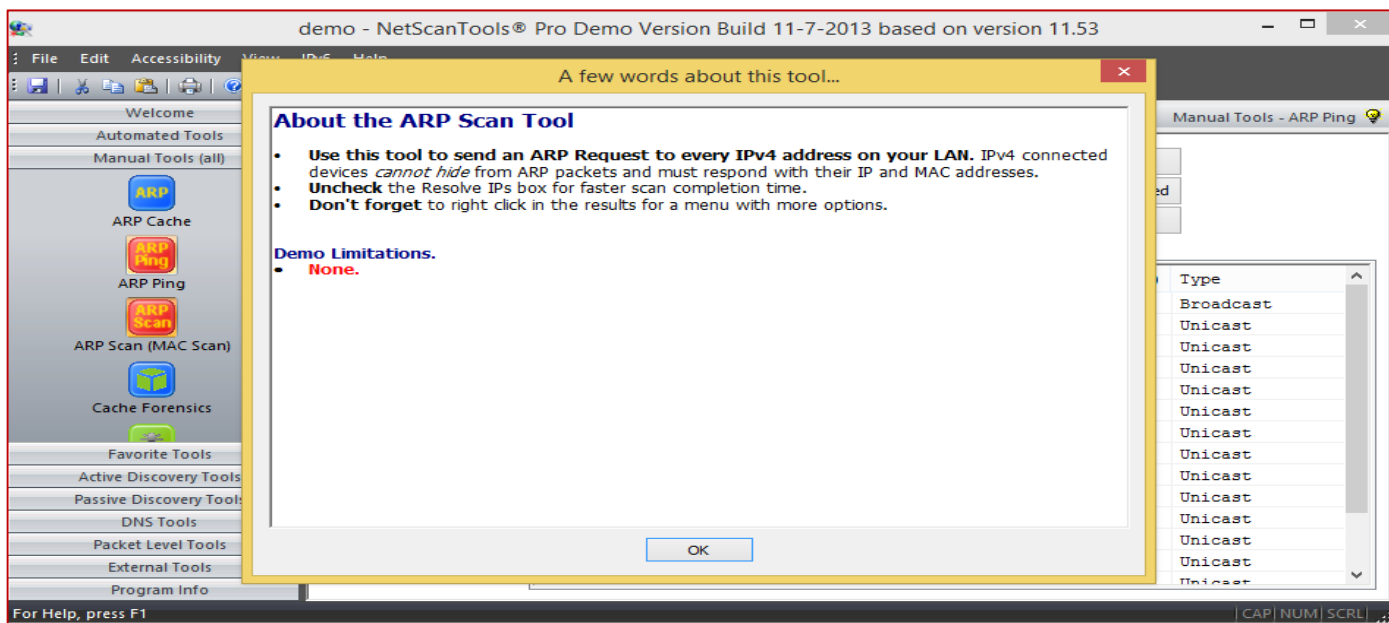 demo - NetScanTools® Pro Demo Version Build 11-7-2013 based on version 11.53
File Edit Accessibility View IPv6 Help
A few words about this tool...
Welcome
Automated Tools
Manual Tools (all)
ARP
ARP Cache
ARP Ping
ARP Ping
ARP Scan
ARP Scan (MAC Scan)
Cache Forensics
Favorite Tools
Active Discovery Tools
Passive Discovery Tools
DNS Tools
Packet Level Tools
External Tools
Program Info
About the ARP Scan Tool
• Use this tool to send an ARP Request to every IPv4 address on your LAN. IPv4 connected
devices cannot hide from ARP packets and must respond with their IP and MAC addresses.
• Uncheck the Resolve IPs box for faster scan completion time.
• Don't forget to right click in the results for a menu with more options.
Demo Limitations.
• None.
OK
Manual Tools - ARP Ping
ed
Type
Broadcast
Unicast
Unicast
Unicast
Unicast
Unicast
Unicast
Unicast
Unicast
Unicast
Unicast
Unicast
Unicast
Unicast
For Help, press F1
CAP NUM SCRL